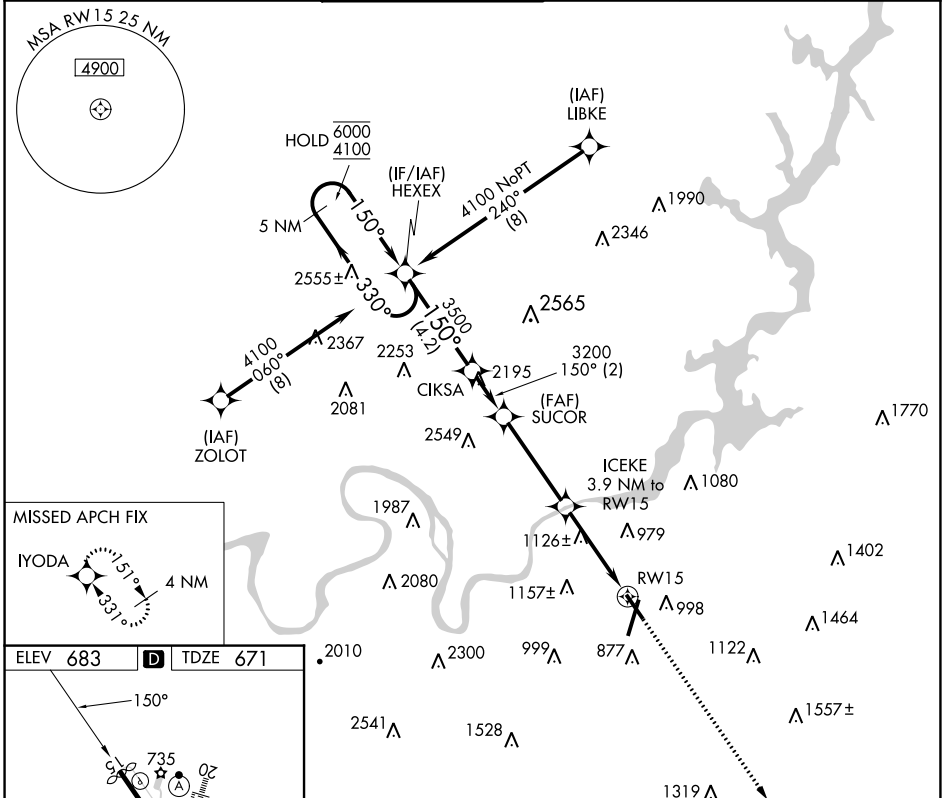 MSA RW15 25 NM
4900
(IAF)
LIBKE
HOLD 6000
4100
(IF/IAF)
HEXEX
4100 NoPT
240°
(8)
1990
150°
5 NM
2346
2555±
330°
3500
150°
(4.2)
2565
4100
060°
(8)
2367
2253
3200
150° (2)
2195
CIKSA
2081
(FAF)
SUCOR
(IAF)
ZOLOT
2549
1770
ICEKE
3.9 NM to
RW15
1080
MISSED APCH FIX
1987
1126±
979
IYODA
151°
4 NM
331°
1402
2080
1157±
RW15
998
1464
ELEV 683 D TDZE 671
2010
2300
999
877
1122
150°
1557±
2541
1528
735
15
P
A
20
1319